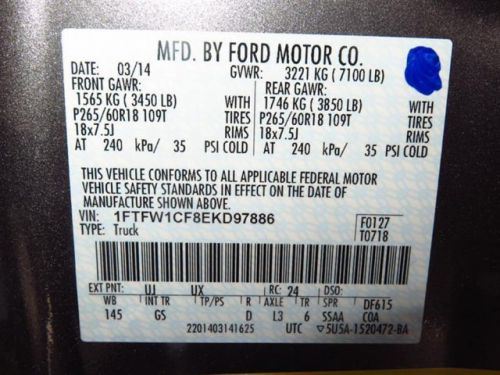 MFD. BY FORD MOTOR CO.
DATE: 03/14 GVWR: 3221 KG ( 7100 LB)
FRONT GAWR: REAR GAWR:
1565 KG ( 3450 LB) WITH 1746 KG ( 3850 LB) WITH
P265/60R18 109T TIRES P265/60R18 109T TIRES
18x7.5J RIMS 18x7.5J RIMS
AT 240 kPa/ 35 PSI COLD AT 240 kPa/ 35 PSI COLD
THIS VEHICLE CONFORMS TO ALL APPLICABLE FEDERAL MOTOR
VEHICLE SAFETY STANDARDS IN EFFECT ON THE DATE OF
MANUFACTURE SHOWN ABOVE.
VIN: 1FTFW1CF8EKD97886 F0127
TYPE: Truck T0718
EXT PNT: UJ UX RC: 24 DSO:
WB INT TR TP/PS R AXLE TR SPR DF615
145 GS D L3 6 SSAA COA
2201403141625 UTC ▽5U5A-1520472-BA